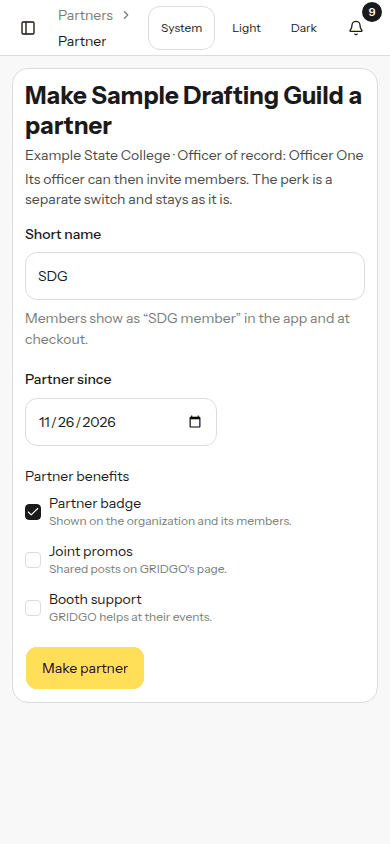 Partners
System
Light
Dark
9
Partner
Make Sample Drafting Guild a
partner
Example State College · Officer of record: Officer One
Its officer can then invite members. The perk is a
separate switch and stays as it is.
Short name
SDG
Members show as “SDG member” in the app and at
checkout.
Partner since
11/26/2026
Partner benefits
Partner badge
Shown on the organization and its members.
Joint promos
Shared posts on GRIDGO's page.
Booth support
GRIDGO helps at their events.
Make partner